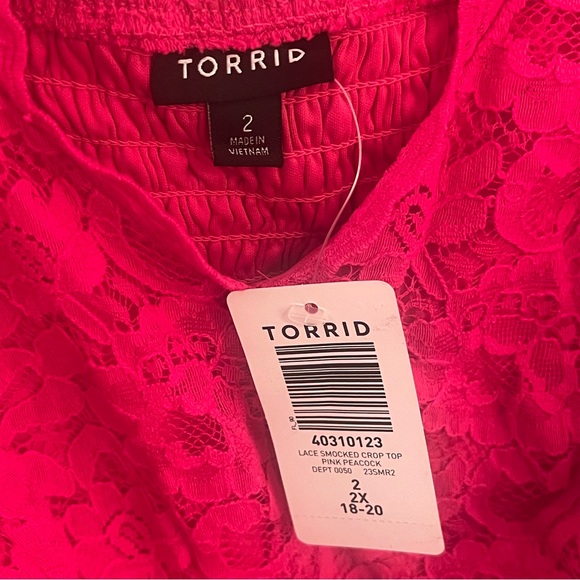 TORRID
2
MADE IN
VIETNAM
TORRID
40310123
LACE SMOCKED CROP TOP
PINK PEACOCK
DEPT 0050 23SMR2
2
2X
18-20